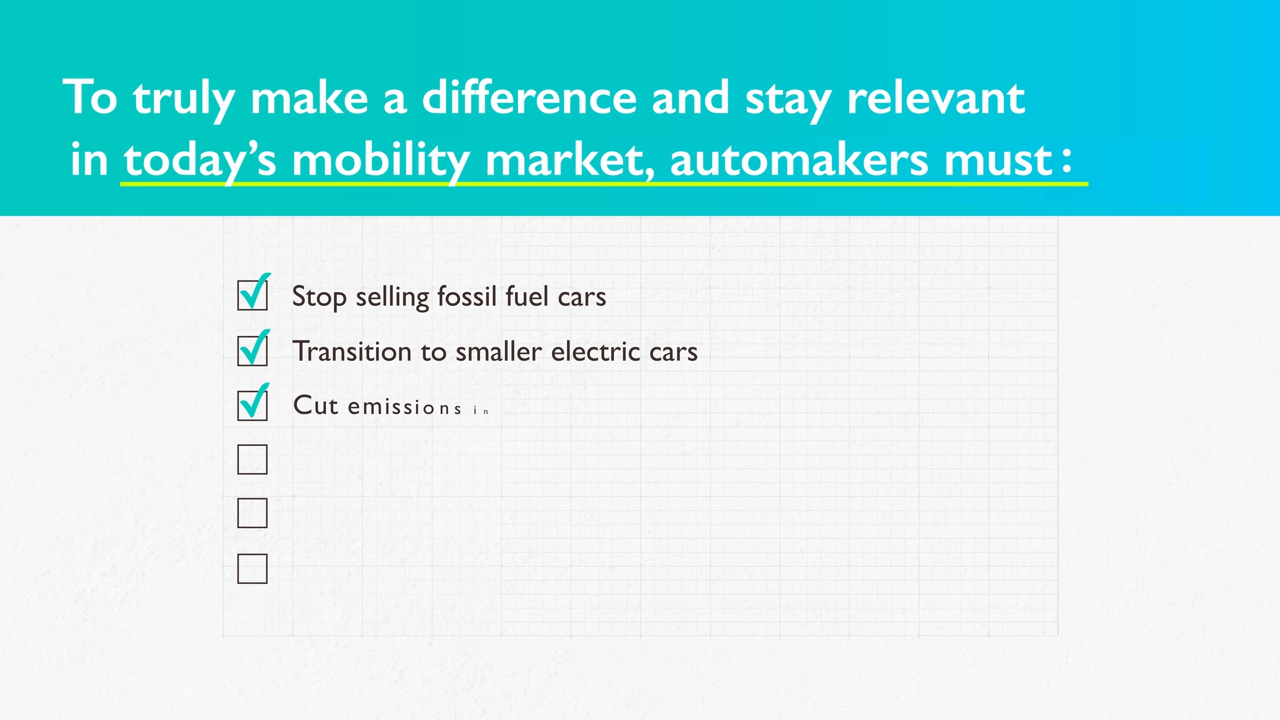 To truly make a difference and stay relevant
in today’s mobility market, automakers must:
Stop selling fossil fuel cars
Transition to smaller electric cars
Cut emissions in